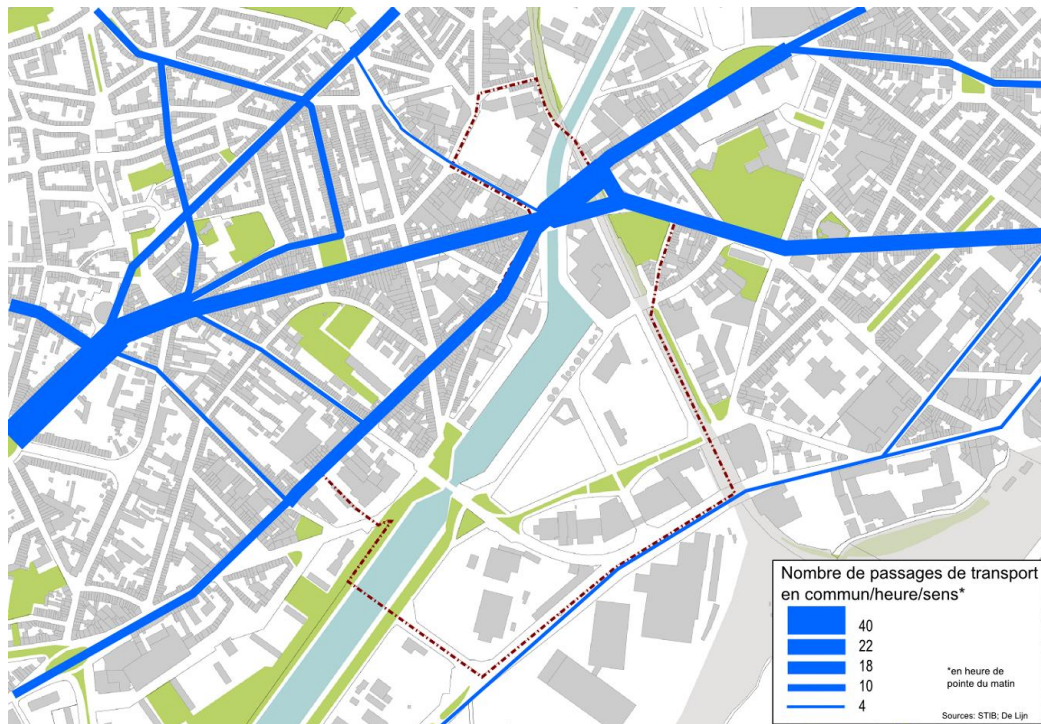 Nombre de passages de transport
en commun/heure/sens*
40
22
18
10
4
*en heure de
pointe du matin
Sources: STIB; De Lijn